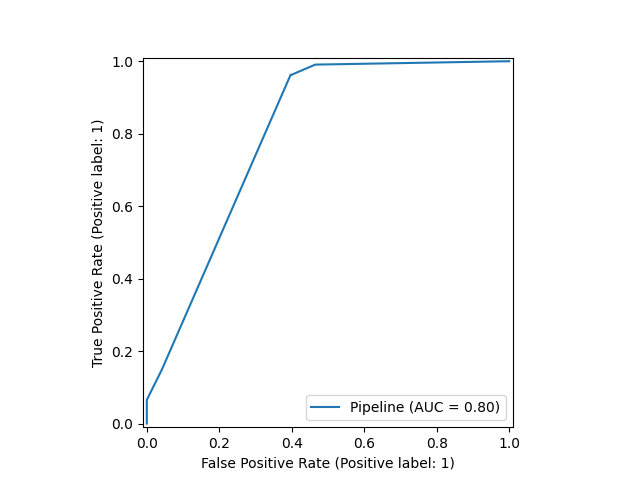 1.0
0.8
0.6
0.4
0.2
0.0
True Positive Rate (Positive label: 1)
Pipeline (AUC = 0.80)
0.0 0.2 0.4 0.6 0.8 1.0
False Positive Rate (Positive label: 1)